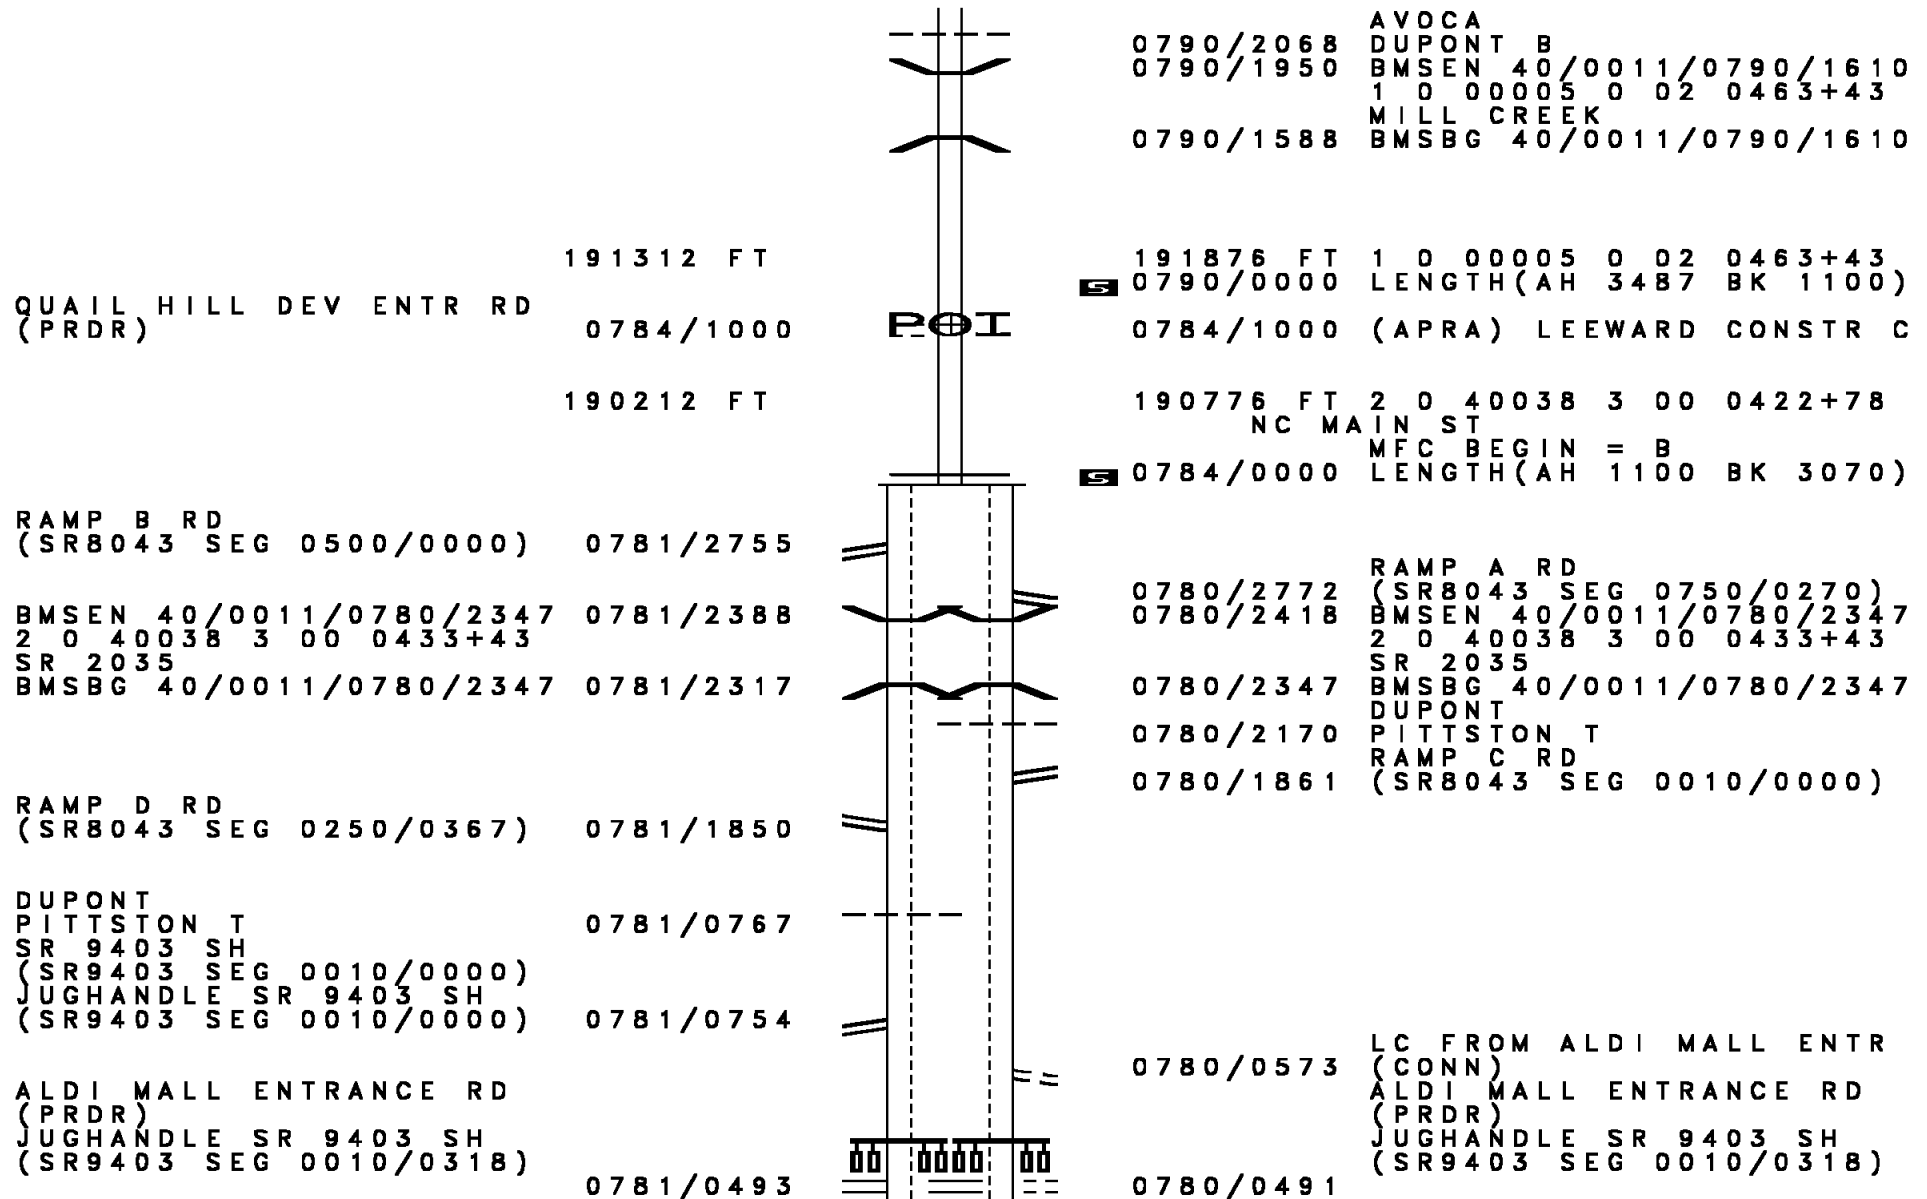 AVOCA
0790/2068 DUPONT B
0790/1950 BMSEN 40/0011/0790/1610
1 0 00005 0 02 0463+43
MILL CREEK
0790/1588 BMSBG 40/0011/0790/1610
191312 FT 191876 FT 1 0 00005 0 02 0463+43
S 0790/0000 LENGTH(AH 3487 BK 1100)
QUAIL HILL DEV ENTR RD
(PRDR) 0784/1000 POI 0784/1000 (APRA) LEEWARD CONSTR C
190212 FT 190776 FT 2 0 40038 3 00 0422+78
NC MAIN ST
MFC BEGIN = B
S 0784/0000 LENGTH(AH 1100 BK 3070)
RAMP B RD
(SR8043 SEG 0500/0000) 0781/2755
RAMP A RD
0780/2772 (SR8043 SEG 0750/0270)
BMSEN 40/0011/0780/2347 0781/2388 0780/2418 BMSEN 40/0011/0780/2347
2 0 40038 3 00 0433+43 2 0 40038 3 00 0433+43
SR 2035 SR 2035
BMSBG 40/0011/0780/2347 0781/2317 0780/2347 BMSBG 40/0011/0780/2347
DUPONT
0780/2170 PITTSTON T
RAMP C RD
0780/1861 (SR8043 SEG 0010/0000)
RAMP D RD
(SR8043 SEG 0250/0367) 0781/1850
DUPONT
PITTSTON T 0781/0767
SR 9403 SH
(SR9403 SEG 0010/0000)
JUGHANDLE SR 9403 SH
(SR9403 SEG 0010/0000) 0781/0754
LC FROM ALDI MALL ENTR
0780/0573 (CONN)
ALDI MALL ENTRANCE RD ALDI MALL ENTRANCE RD
(PRDR) (PRDR)
JUGHANDLE SR 9403 SH JUGHANDLE SR 9403 SH
(SR9403 SEG 0010/0318) (SR9403 SEG 0010/0318)
0781/0493 0780/0491